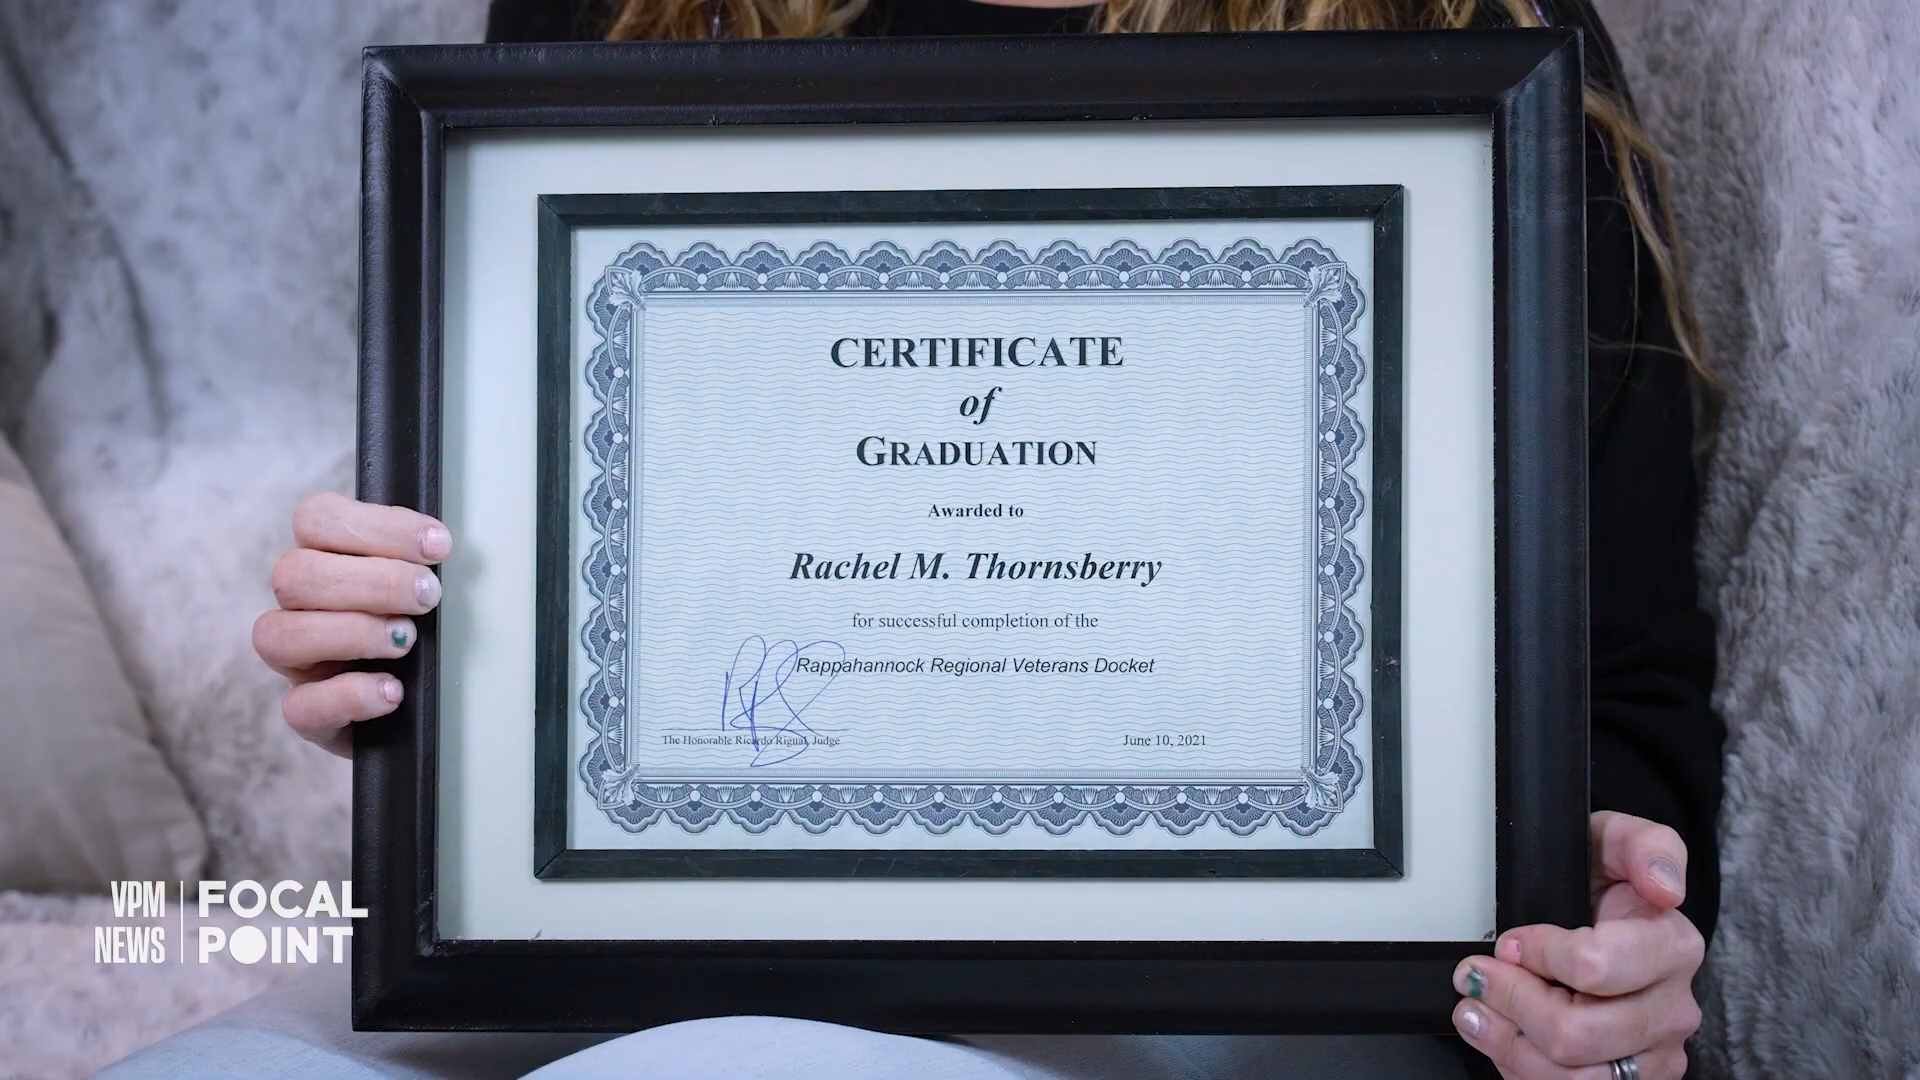 CERTIFICATE
of
GRADUATION
Awarded to
Rachel M. Thornsberry
for successful completion of the
Rappahannock Regional Veterans Docket
The Honorable Ricardo Rigual, Judge
June 10, 2021
VPM NEWS
FOCAL POINT